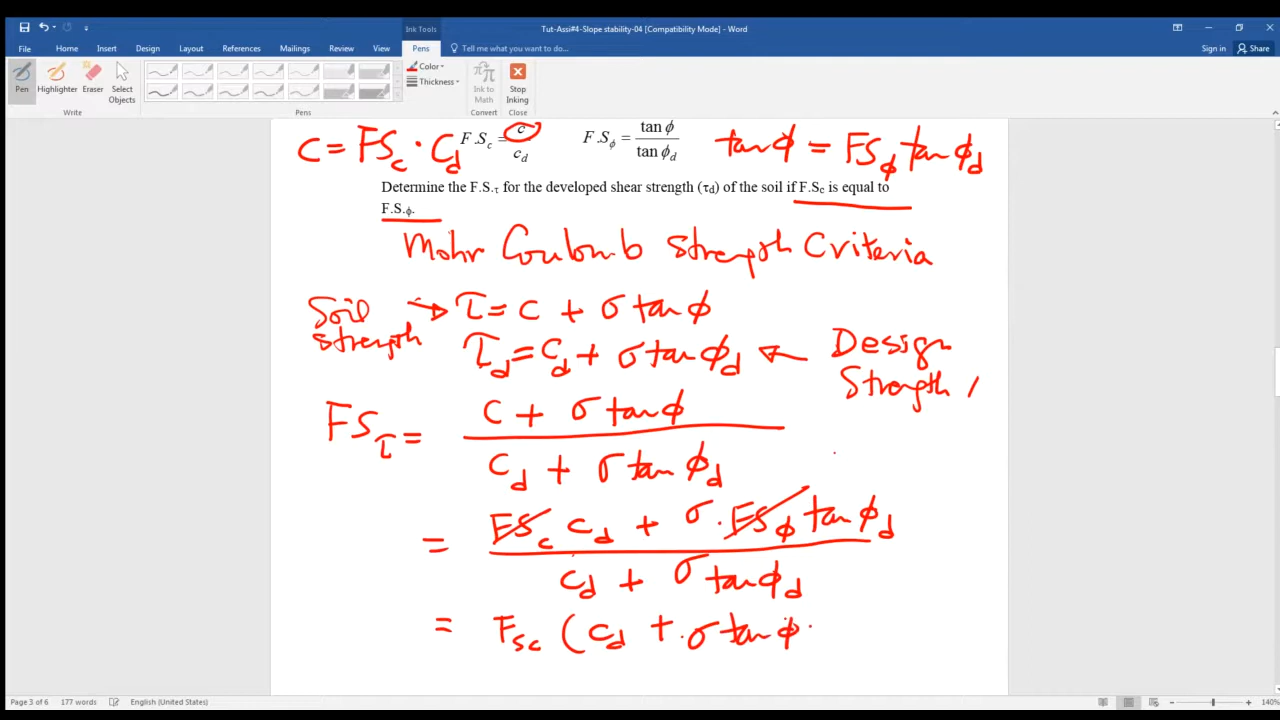 Ink Tools
Tut-Assi#4-Slope stability-04 [Compatibility Mode] - Word
File Home Insert Design Layout References Mailings Review View Pens Tell me what you want to do... Sign in Share
Pen Highlighter Eraser Select Objects
Color
Thickness
Ink to Math
Stop Inking
Write Pens Convert Close
C = FSc · Cd F.S_c = c / c_d F.S_ϕ = tan ϕ / tan ϕ_d tan ϕ = FSϕ tan ϕd
Determine the F.S.τ for the developed shear strength (τd) of the soil if F.Sc is equal to
F.S.ϕ.
Mohr Coulomb Strength Criteria
Soil strength → τ = C + σ tan ϕ
τd = Cd + σ tan ϕd ← Design Strength
FSτ = C + σ tan ϕ / Cd + σ tan ϕd
= FSc Cd + σ · FSϕ tan ϕd / Cd + σ tan ϕd
= Fsc ( Cd + σ tan ϕ
Page 3 of 6 177 words English (United States) 140%